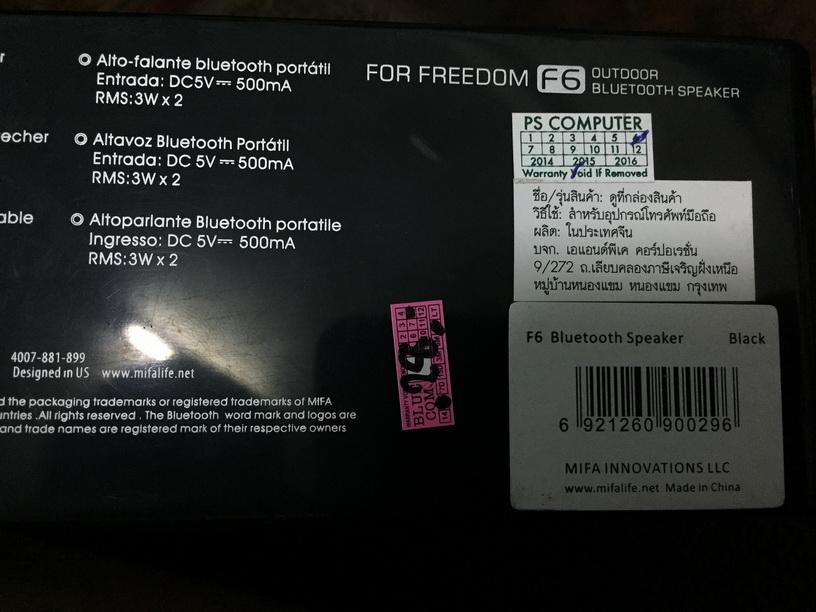 r
Alto-falante bluetooth portátil
Entrada: DC5V 500mA
RMS:3W x 2
echer
Altavoz Bluetooth Portátil
Entrada: DC 5V 500mA
RMS:3W x 2
able
Altoparlante Bluetooth portatile
Ingresso: DC 5V 500mA
RMS:3W x 2
4007-881-899
Designed in US www.mifalife.net
d the packaging trademarks or registered trademarks of MIFA
untries .All rights reserved . The Bluetooth word mark and logos are
and trade names are registered mark of their respective owners
FOR FREEDOM F6 OUTDOOR
BLUETOOTH SPEAKER
PS COMPUTER
1 2 3 4 5
7 8 9 10 11 12
2014 2015 2016
Warranty Void If Removed
ชื่อ/รุ่นสินค้า: ดูที่กล่องสินค้า
วิธีใช้: สำหรับอุปกรณ์โทรศัพท์มือถือ
ผลิต: ในประเทศจีน
บจก. เอแอนด์พีเค คอร์ปอเรชั่น
9/272 ถ.เลียบคลองภาษีเจริญฝั่งเหนือ
หมู่บ้านหนองแขม หนองแขม กรุงเทพ
F6 Bluetooth Speaker Black
6 921260 900296
MIFA INNOVATIONS LLC
www.mifalife.net Made in China